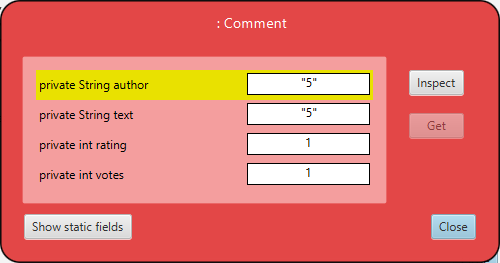 : Comment
private String author "5"
Inspect
private String text "5"
Get
private int rating 1
private int votes 1
Show static fields
Close